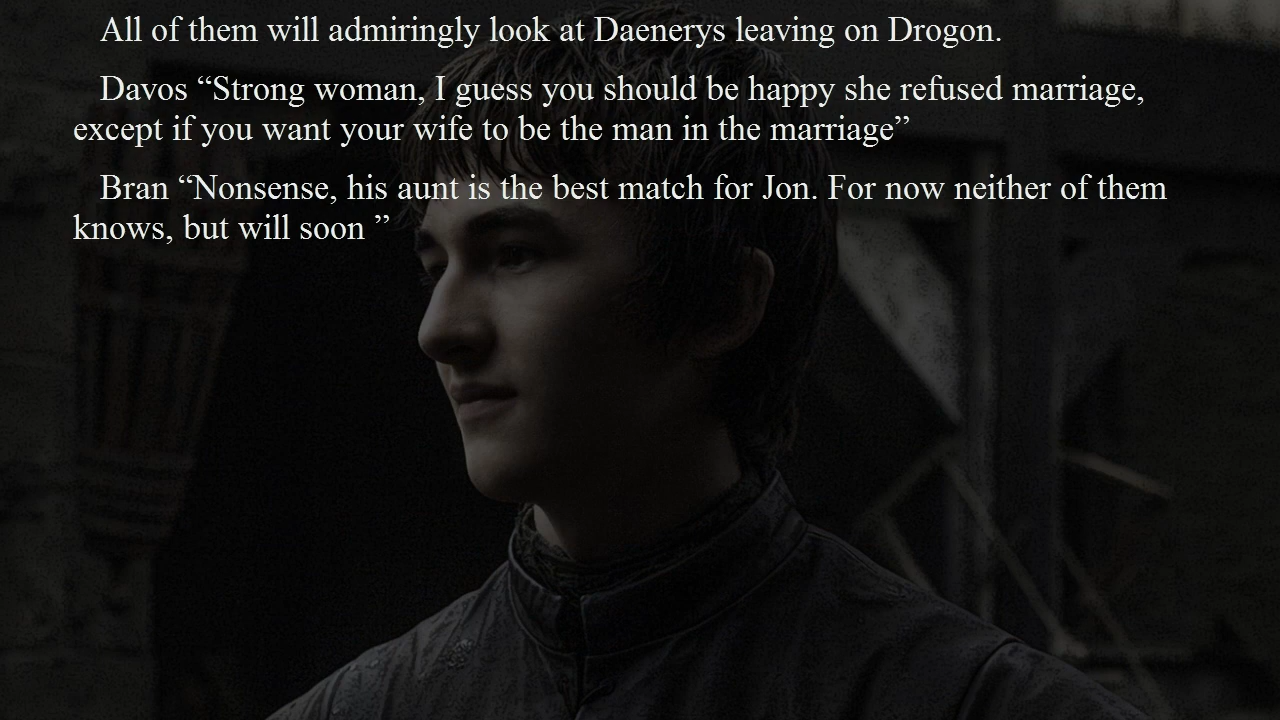 All of them will admiringly look at Daenerys leaving on Drogon.
Davos “Strong woman, I guess you should be happy she refused marriage,
except if you want your wife to be the man in the marriage”
Bran “Nonsense, his aunt is the best match for Jon. For now neither of them
knows, but will soon ”